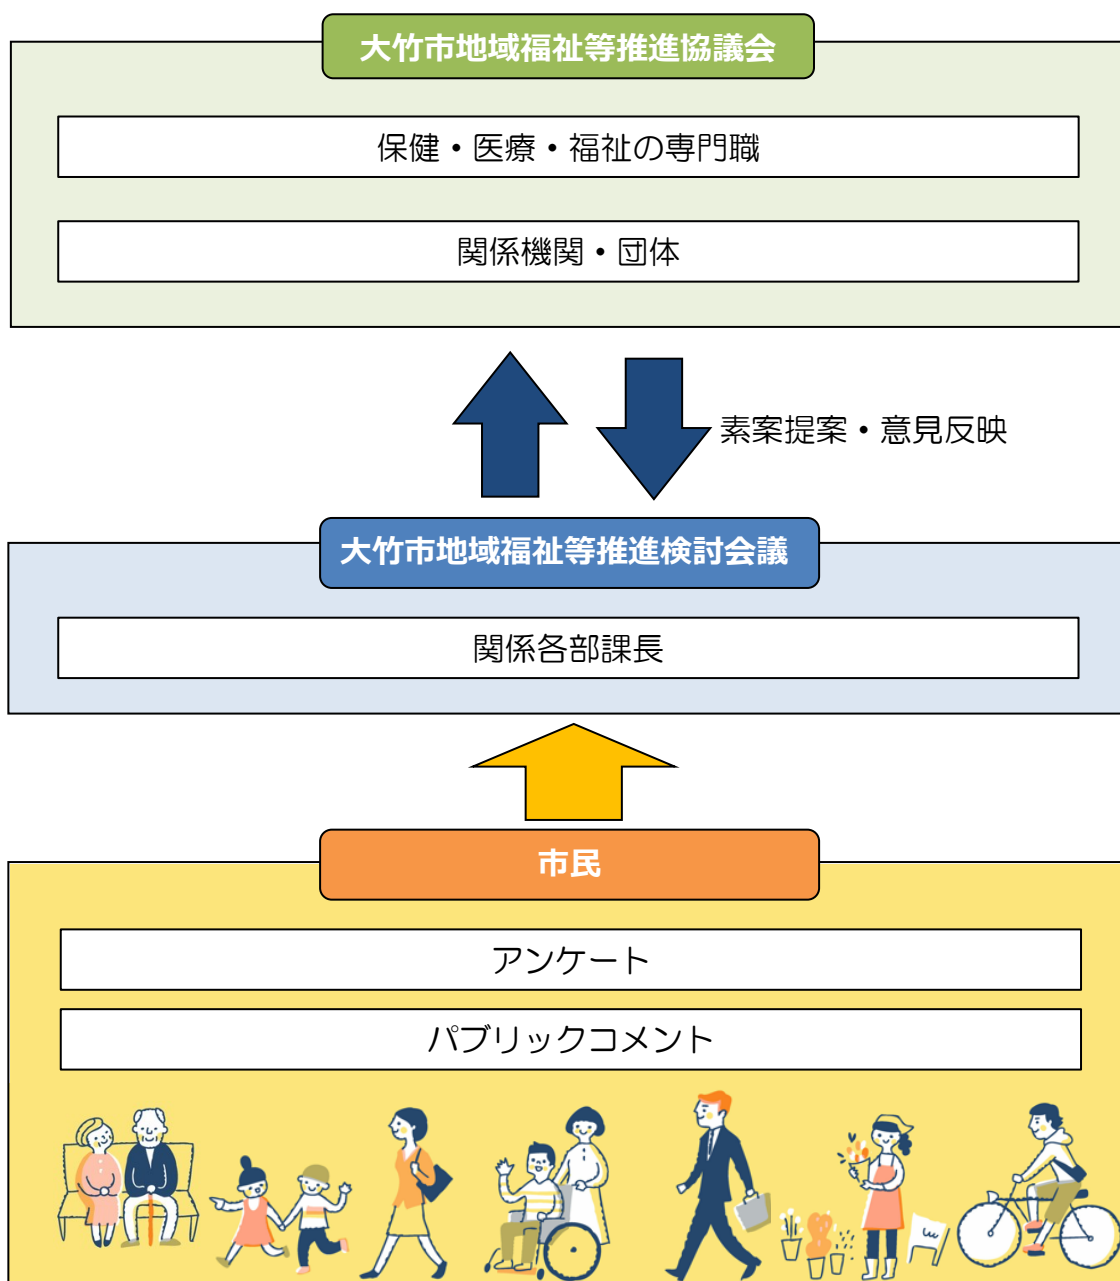 大竹市地域福祉等推進協議会
保健・医療・福祉の専門職
関係機関・団体
素案提案・意見反映
大竹市地域福祉等推進検討会議
関係各部課長
市民
アンケート
パブリックコメント